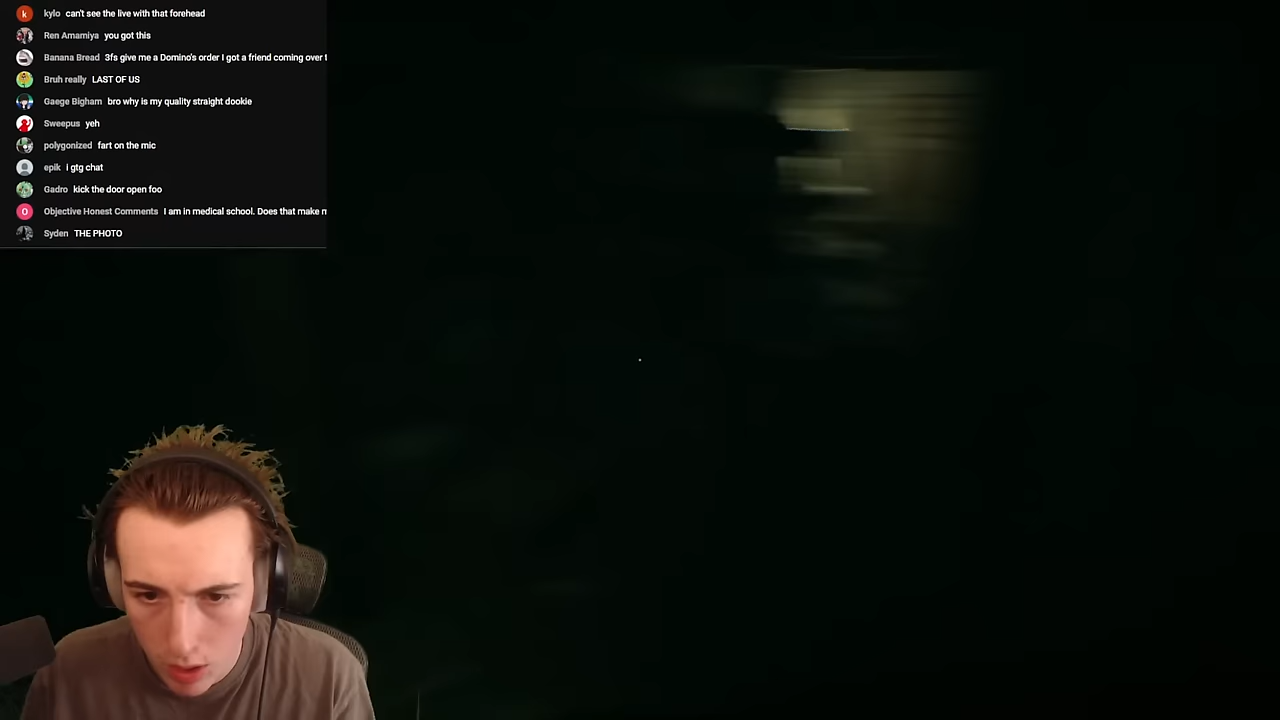 kylo can't see the live with that forehead
Ren Amamiya you got this
Banana Bread 3fs give me a Domino's order I got a friend coming over
Bruh really LAST OF US
Gaege Bigham bro why is my quality straight dookie
Sweepus yeh
polygonized fart on the mic
epik i gtg chat
Gadro kick the door open foo
Objective Honest Comments I am in medical school. Does that make
Syden THE PHOTO